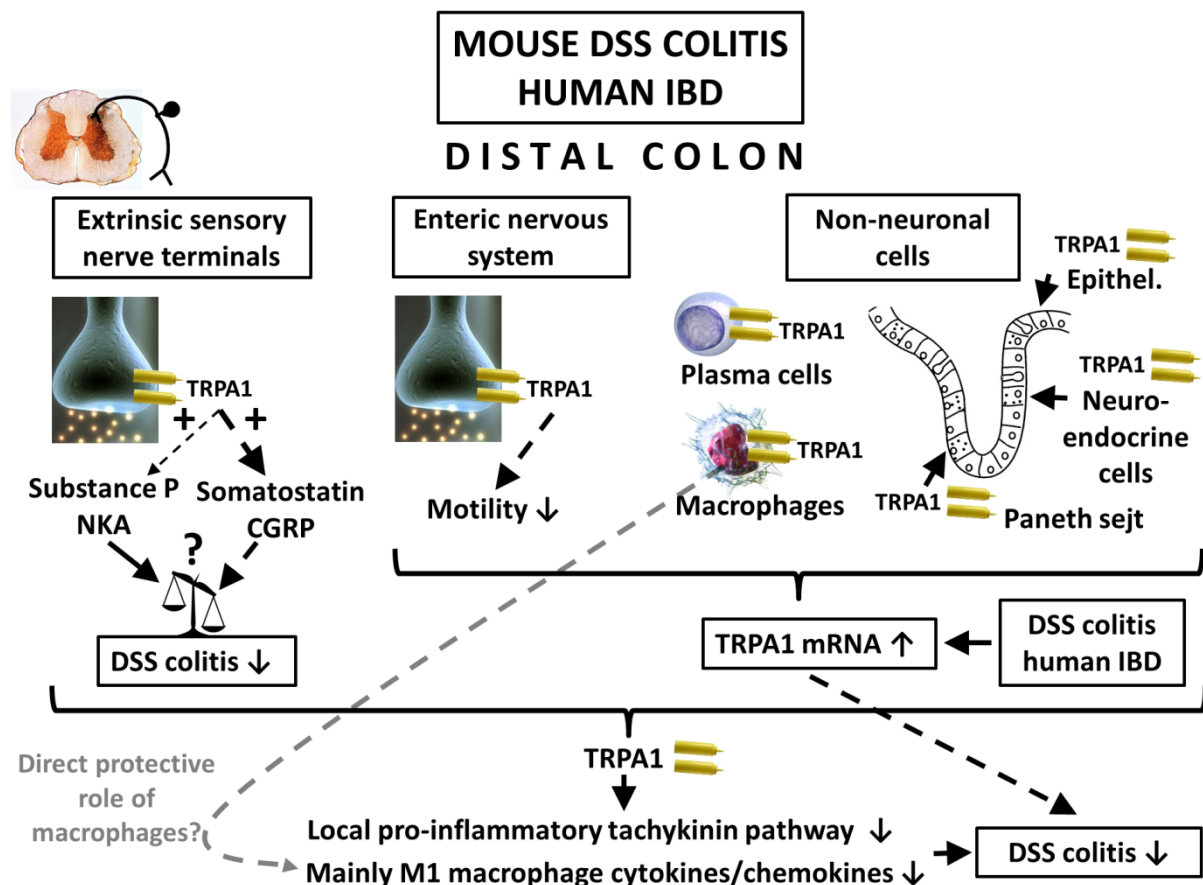 MOUSE DSS COLITIS
HUMAN IBD
DISTAL COLON
Extrinsic sensory
nerve terminals
Enteric nervous
system
Non-neuronal
cells
TRPA1
+ +
Substance P
NKA
Somatostatin
CGRP
?
DSS colitis ↓
TRPA1
Motility ↓
TRPA1
Plasma cells
TRPA1
Macrophages
TRPA1
Epithel.
TRPA1
Neuro-
endocrine
cells
TRPA1
Paneth sejt
TRPA1 mRNA ↑
DSS colitis
human IBD
TRPA1
Direct protective
role of
macrophages?
Local pro-inflammatory tachykinin pathway ↓
Mainly M1 macrophage cytokines/chemokines ↓
DSS colitis ↓